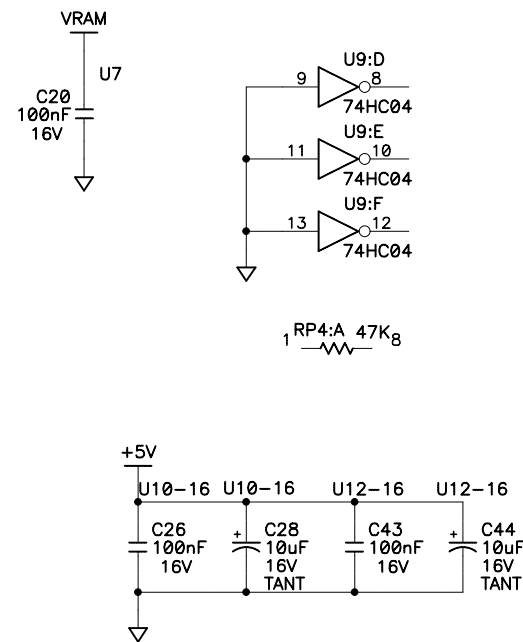 VRAM
U7
C20
100nF
16V
U9:D
9
8
74HC04
U9:E
11
10
74HC04
U9:F
13
12
74HC04
1 RP4:A 47K 8
+5V
U10-16 U10-16 U12-16 U12-16
C26
100nF
16V
+ C28
10uF
16V
TANT
C43
100nF
16V
+ C44
10uF
16V
TANT